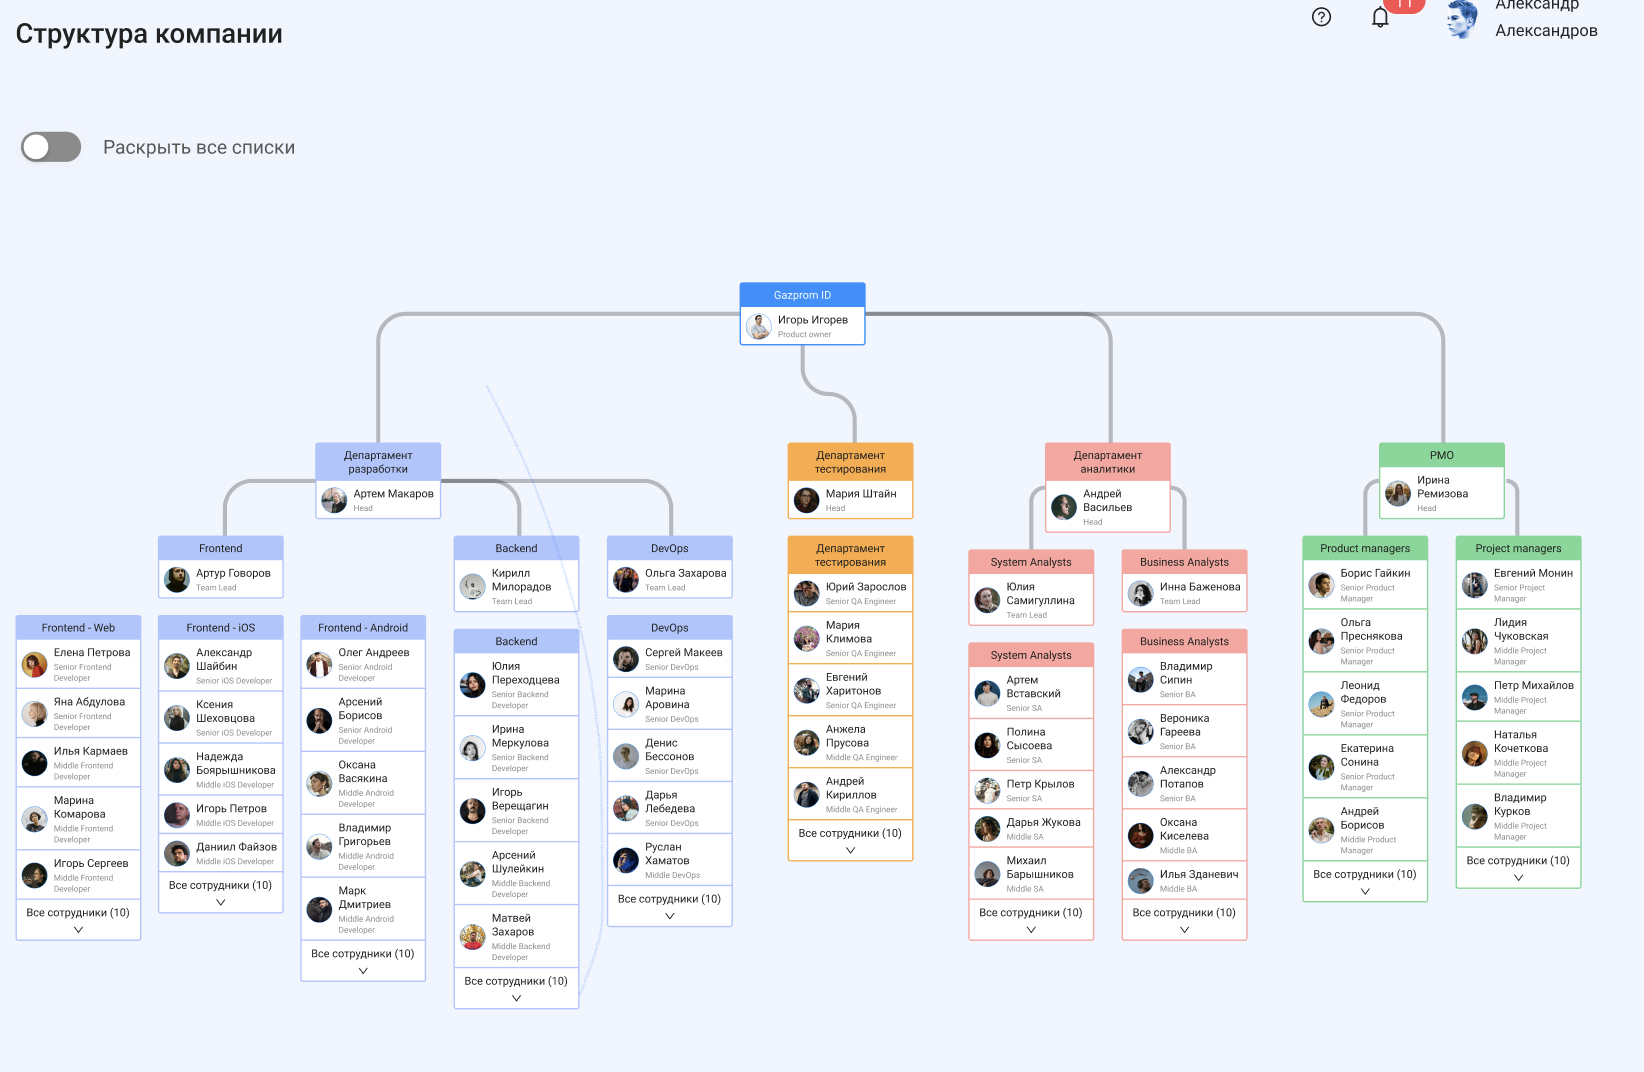 Структура компании
11
Александр
Александров
Раскрыть все списки
Gazprom ID
Игорь Игорев
Product owner
Департамент
разработки
Артем Макаров
Head
Департамент
тестирования
Мария Штайн
Head
Департамент
аналитики
Андрей
Васильев
Head
PMO
Ирина
Ремизова
Head
Frontend
Артур Говоров
Team Lead
Backend
Кирилл
Милорадов
Team Lead
DevOps
Ольга Захарова
Team Lead
Frontend - Web
Елена Петрова
Senior Frontend
Developer
Яна Абдулова
Senior Frontend
Developer
Илья Кармаев
Middle Frontend
Developer
Марина
Комарова
Middle Frontend
Developer
Игорь Сергеев
Middle Frontend
Developer
Все сотрудники (10)
Frontend - iOS
Александр
Шайбин
Senior iOS Developer
Ксения
Шеховцова
Senior iOS Developer
Надежда
Боярышникова
Middle iOS Developer
Игорь Петров
Middle iOS Developer
Даниил Файзов
Middle iOS Developer
Все сотрудники (10)
Frontend - Android
Олег Андреев
Senior Android
Developer
Арсений
Борисов
Senior Android
Developer
Оксана
Васякина
Middle Android
Developer
Владимир
Григорьев
Middle Android
Developer
Марк
Дмитриев
Middle Android
Developer
Все сотрудники (10)
Backend
Юлия
Переходцева
Senior Backend
Developer
Ирина
Меркулова
Senior Backend
Developer
Игорь
Верещагин
Senior Backend
Developer
Арсений
Шулейкин
Middle Backend
Developer
Матвей
Захаров
Middle Backend
Developer
Все сотрудники (10)
DevOps
Сергей Макеев
Senior DevOps
Марина
Аровина
Senior DevOps
Денис
Бессонов
Senior DevOps
Дарья
Лебедева
Senior DevOps
Руслан
Хаматов
Middle DevOps
Все сотрудники (10)
Департамент
тестирования
Юрий Зарослов
Senior QA Engineer
Мария
Климова
Senior QA Engineer
Евгений
Харитонов
Senior QA Engineer
Анжела
Прусова
Middle QA Engineer
Андрей
Кириллов
Middle QA Engineer
Все сотрудники (10)
System Analysts
Юлия
Самигуллина
Team Lead
System Analysts
Артем
Вставский
Senior SA
Полина
Сысоева
Senior SA
Петр Крылов
Senior SA
Дарья Жукова
Middle SA
Михаил
Барышников
Middle SA
Все сотрудники (10)
Business Analysts
Инна Баженова
Team Lead
Business Analysts
Владимир
Сипин
Senior BA
Вероника
Гареева
Senior BA
Александр
Потапов
Senior BA
Оксана
Киселева
Middle BA
Илья Зданевич
Middle BA
Все сотрудники (10)
Product managers
Борис Гайкин
Senior Product
Manager
Ольга
Преснякова
Senior Product
Manager
Леонид
Федоров
Senior Product
Manager
Екатерина
Сонина
Senior Product
Manager
Андрей
Борисов
Middle Product
Manager
Все сотрудники (10)
Project managers
Евгений Монин
Senior Project
Manager
Лидия
Чуковская
Middle Project
Manager
Петр Михайлов
Middle Project
Manager
Наталья
Кочеткова
Middle Project
Manager
Владимир
Курков
Middle Project
Manager
Все сотрудники (10)